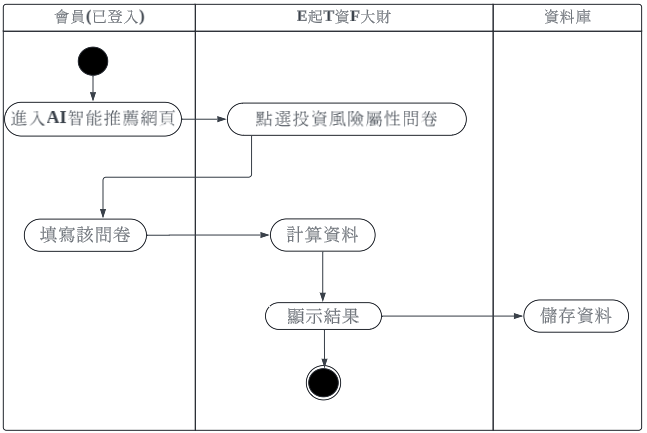 會員(已登入)
E起T資F大財
資料庫
進入AI智能推薦網頁
點選投資風險屬性問卷
填寫該問卷
計算資料
顯示結果
儲存資料